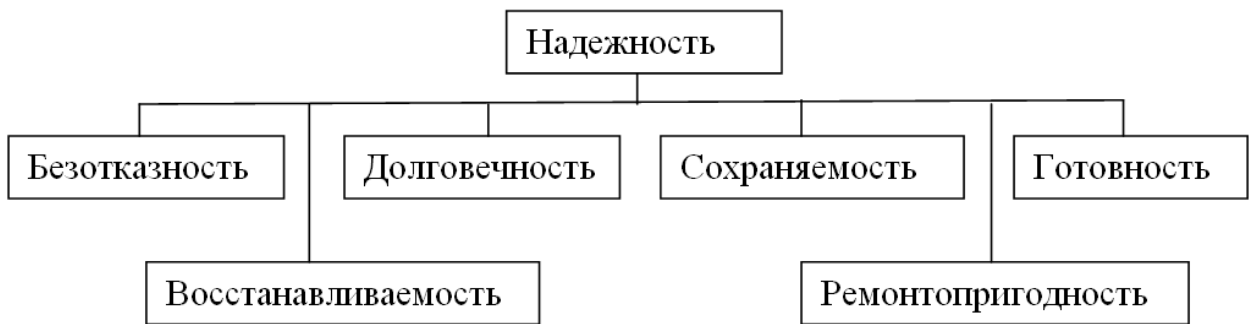 Надежность
Безотказность
Долговечность
Сохраняемость
Готовность
Восстанавливаемость
Ремонтопригодность